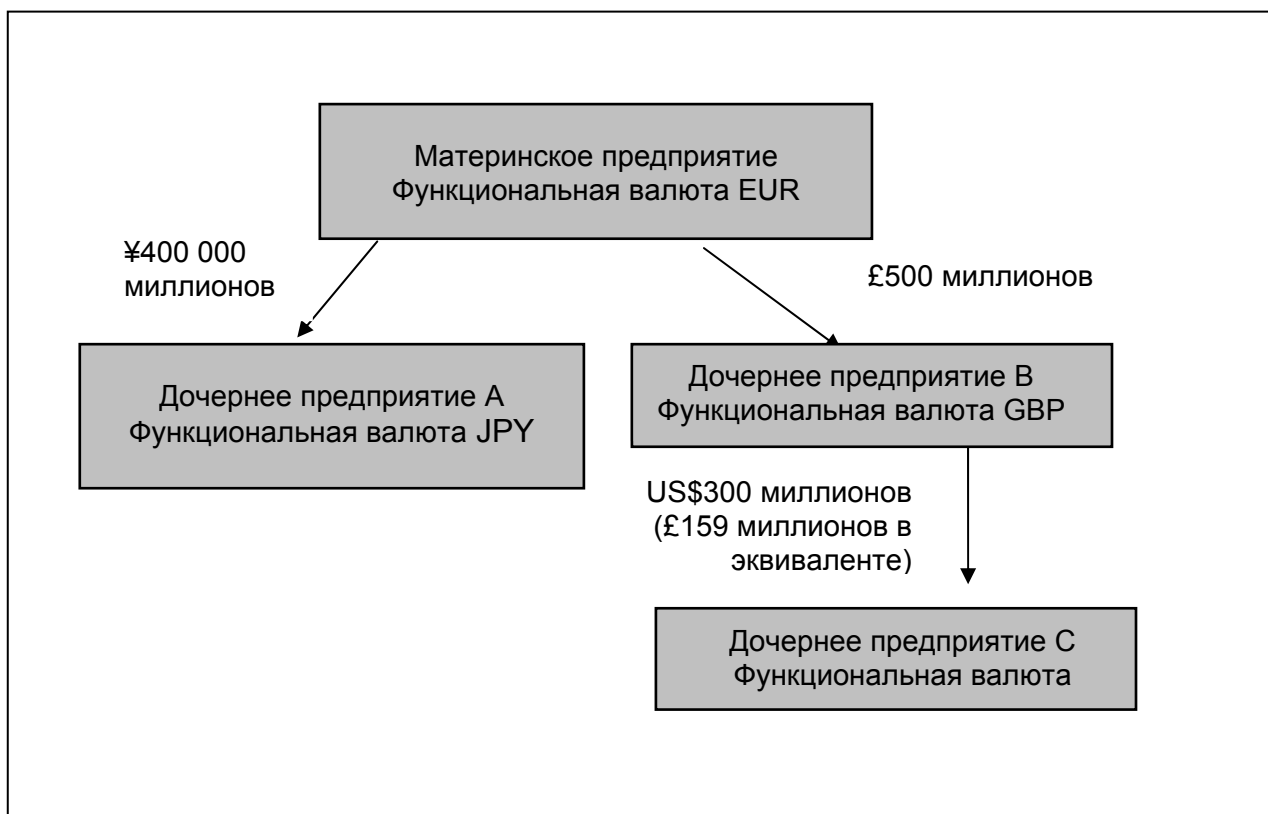 Материнское предприятие
Функциональная валюта EUR
¥400 000
миллионов
£500 миллионов
Дочернее предприятие А
Функциональная валюта JPY
Дочернее предприятие В
Функциональная валюта GBP
US$300 миллионов
(£159 миллионов в
эквиваленте)
Дочернее предприятие С
Функциональная валюта